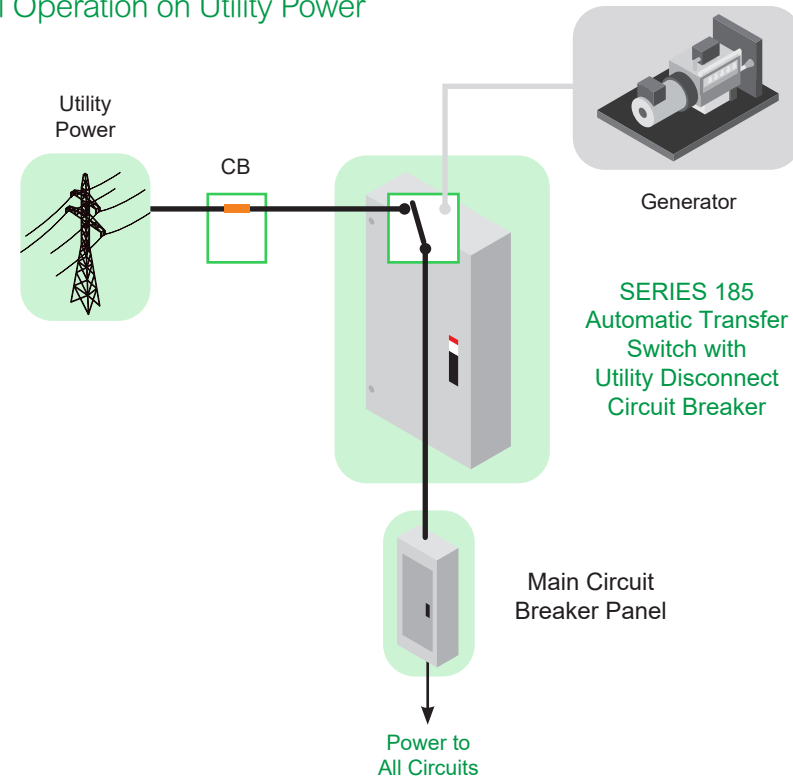 Operation on Utility Power
Utility
Power
CB
Generator
SERIES 185
Automatic Transfer
Switch with
Utility Disconnect
Circuit Breaker
Main Circuit
Breaker Panel
Power to
All Circuits